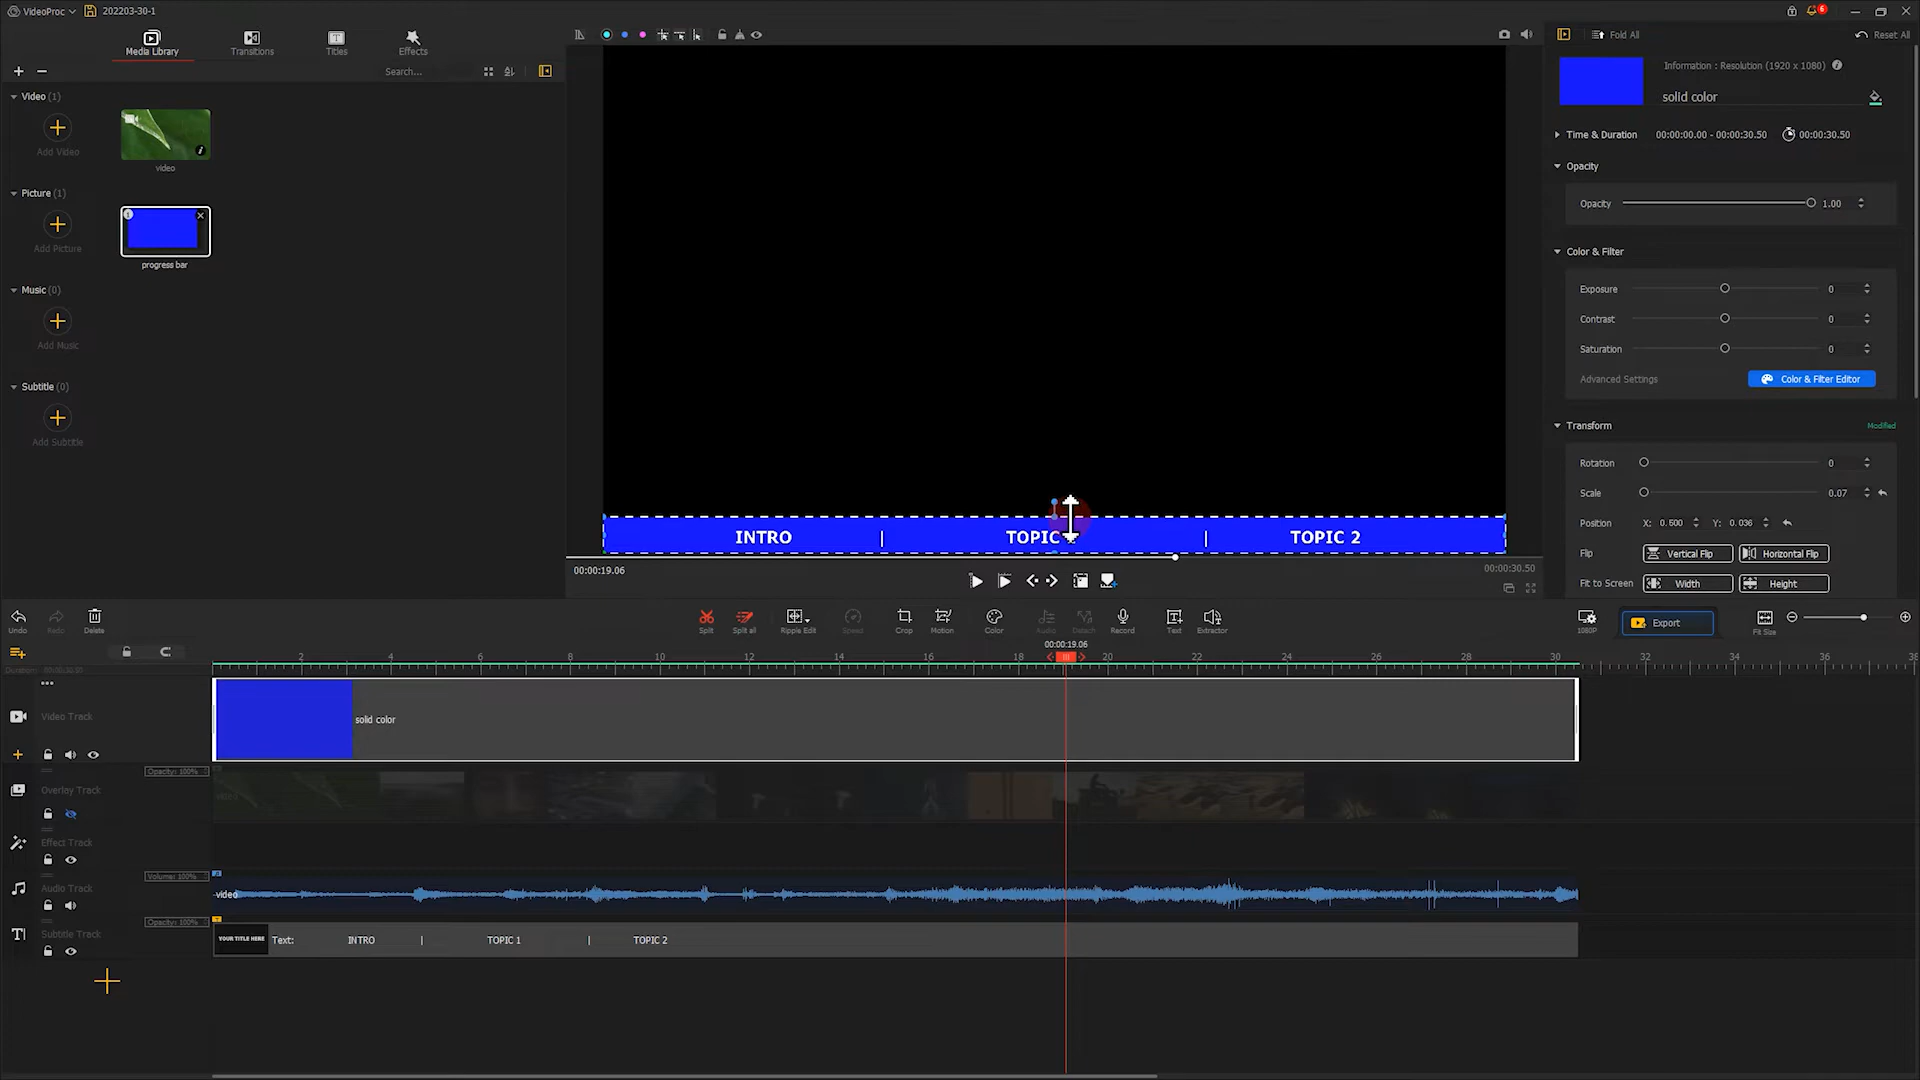 VideoProc
202203-30-1
6
Media Library
Transitions
Titles
Effects
Search...
Video (1)
Add Video
video
Picture (1)
Add Picture
progress bar
Music (0)
Add Music
Subtitle (0)
Add Subtitle
INTRO | TOPIC | TOPIC 2
00:00:19.06
00:00:30.50
Fold All
Reset All
Information : Resolution (1920 x 1080)
solid color
Time & Duration 00:00:00.00 - 00:00:30.50 00:00:30.50
Opacity
Opacity 1.00
Color & Filter
Exposure 0
Contrast 0
Saturation 0
Advanced Settings Color & Filter Editor
Transform Modified
Rotation 0
Scale 0.07
Position X: 0.500 Y: 0.036
Flip Vertical Flip Horizontal Flip
Fit to Screen Width Height
Undo
Redo
Delete
Split
Split all
Ripple Edit
Speed
Crop
Motion
Color
Audio
Detach
Record
Text
Extractor
1080P
Export
Fit Size
00:00:19.06
Duration: 00:00:30.50
2 4 6 8 10 12 14 16 18 20 22 24 26 28 30 32 34 36 38
Video Track
solid color
Opacity: 100%
Overlay Track
video
Effect Track
Volume: 100%
Audio Track
video
Opacity: 100%
Subtitle Track
YOUR TITLE HERE
Text: INTRO | TOPIC 1 | TOPIC 2